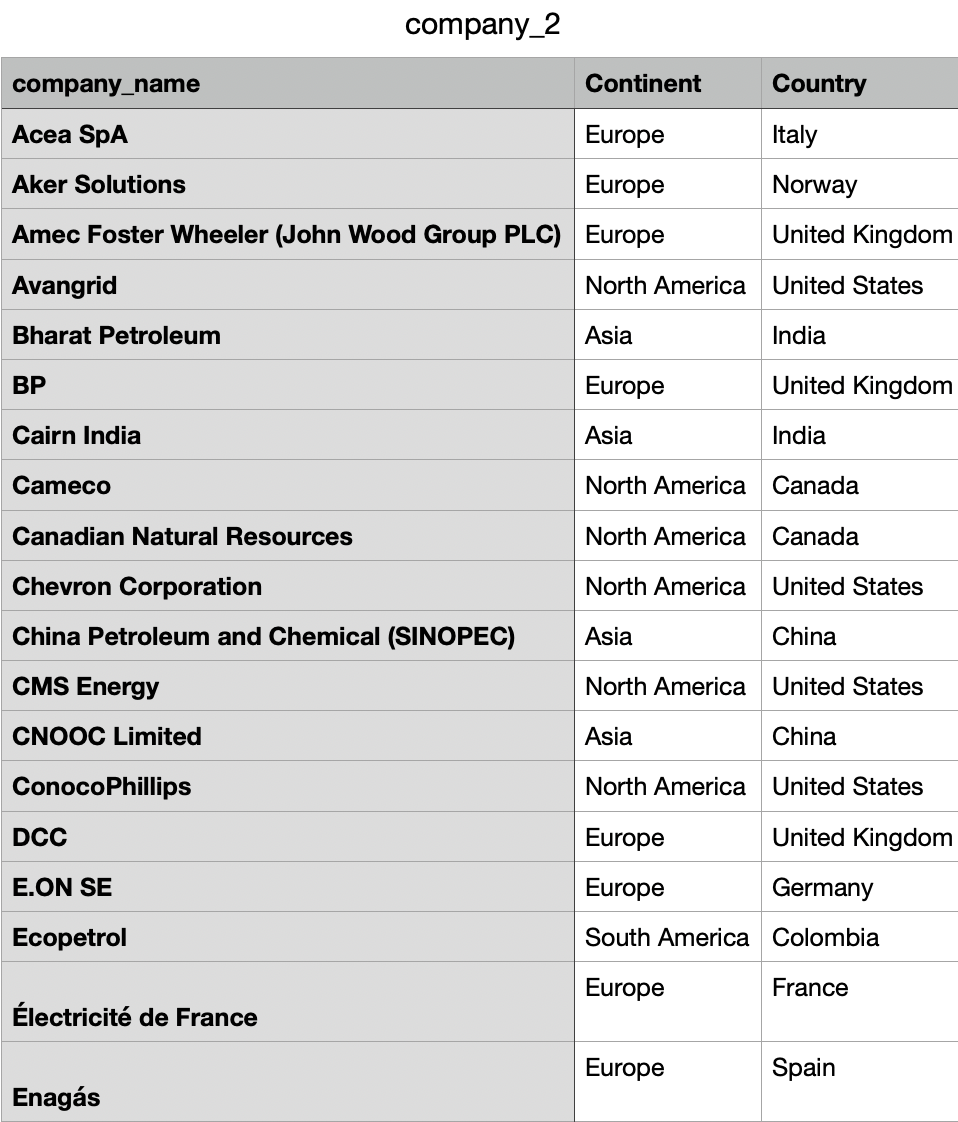 company_2
company_name Continent Country
Acea SpA Europe Italy
Aker Solutions Europe Norway
Amec Foster Wheeler (John Wood Group PLC) Europe United Kingdom
Avangrid North America United States
Bharat Petroleum Asia India
BP Europe United Kingdom
Cairn India Asia India
Cameco North America Canada
Canadian Natural Resources North America Canada
Chevron Corporation North America United States
China Petroleum and Chemical (SINOPEC) Asia China
CMS Energy North America United States
CNOOC Limited Asia China
ConocoPhillips North America United States
DCC Europe United Kingdom
E.ON SE Europe Germany
Ecopetrol South America Colombia
Électricité de France Europe France
Enagás Europe Spain